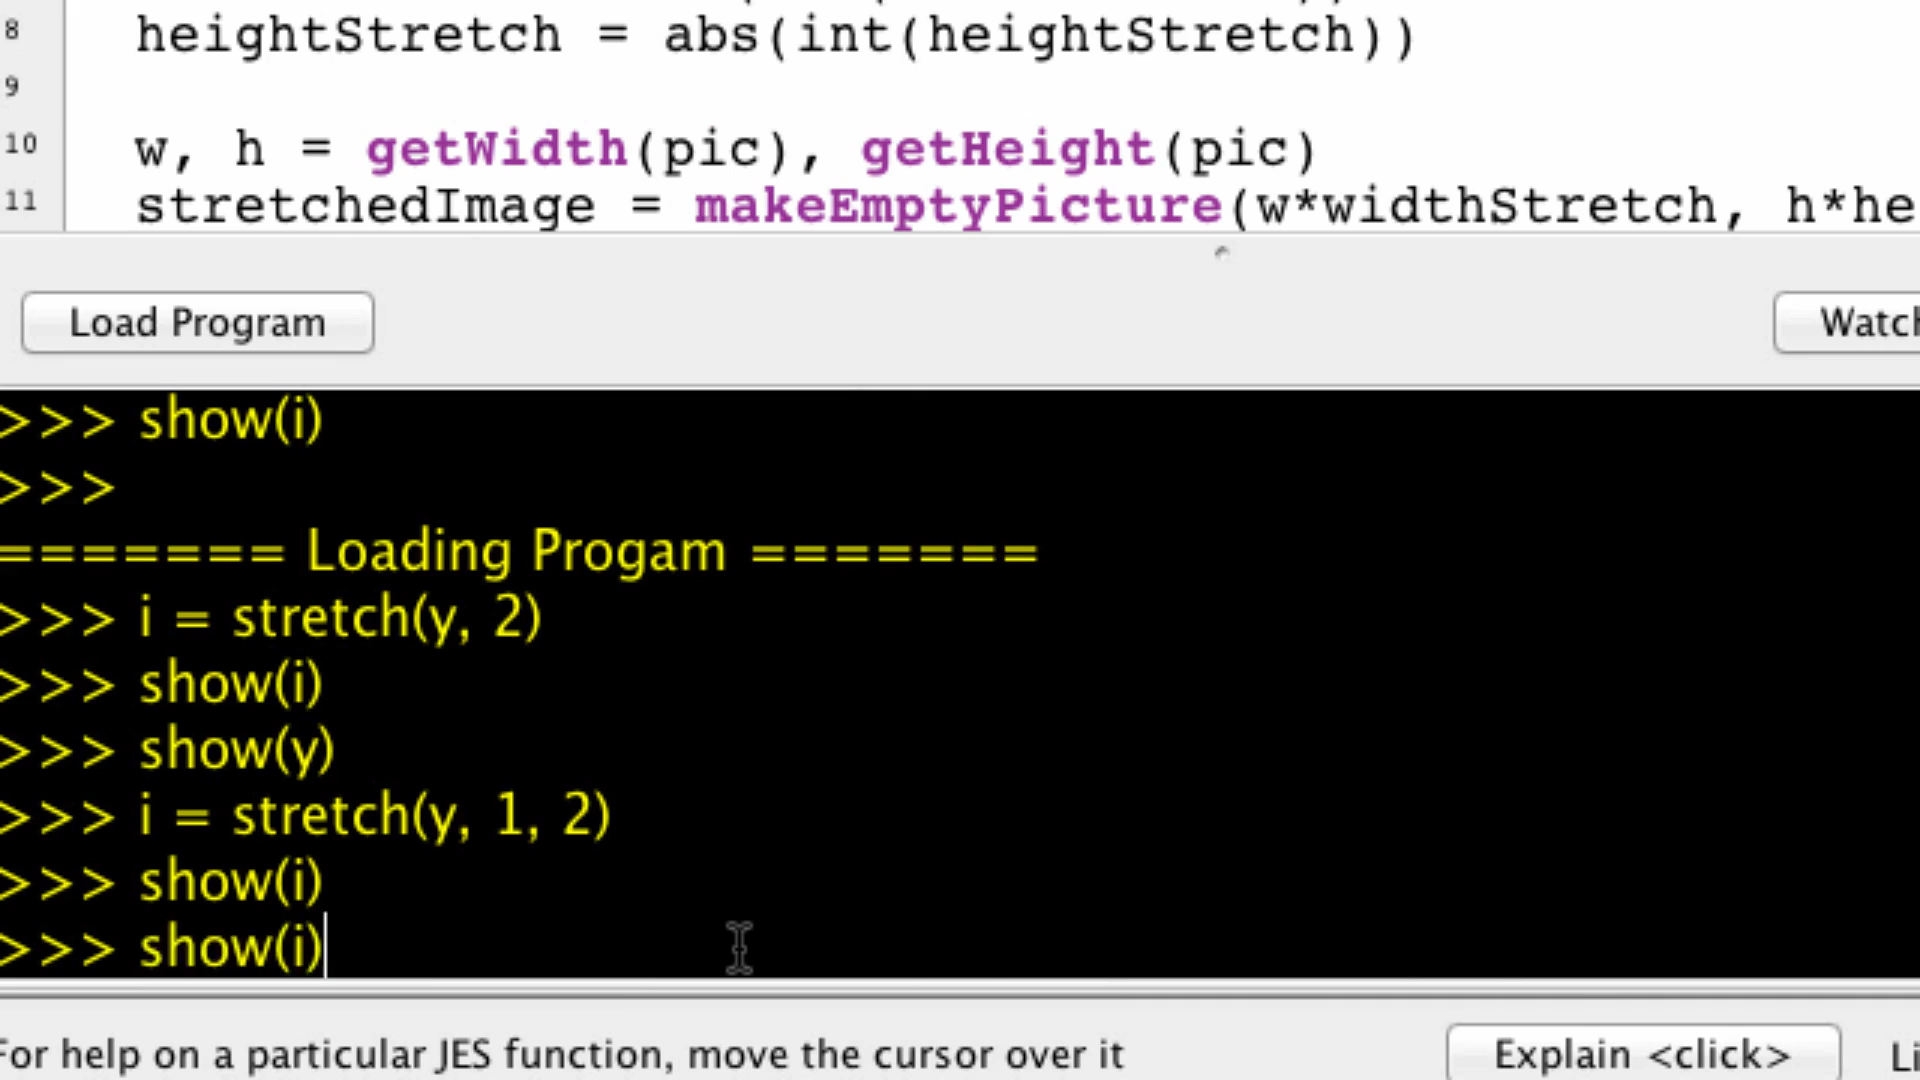 8 heightStretch = abs(int(heightStretch))
9
10 w, h = getWidth(pic), getHeight(pic)
11 stretchedImage = makeEmptyPicture(w*widthStretch, h*he
Load Program
Watch
>>> show(i)
>>>
======= Loading Progam =======
>>> i = stretch(y, 2)
>>> show(i)
>>> show(y)
>>> i = stretch(y, 1, 2)
>>> show(i)
>>> show(i)
For help on a particular JES function, move the cursor over it
Explain <click>
Li